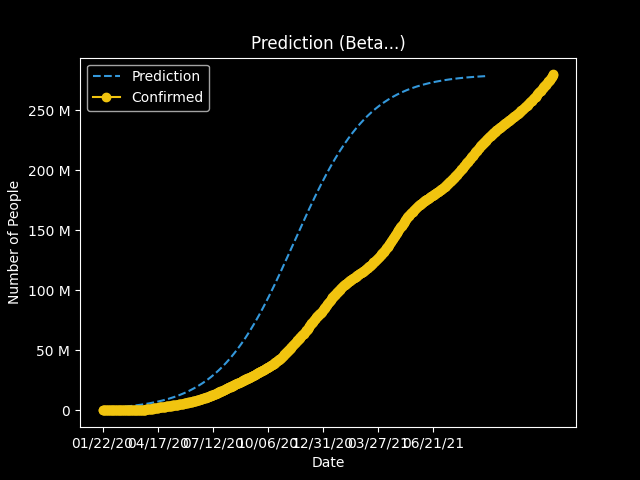 Prediction (Beta...)
Prediction
Confirmed
250 M
200 M
150 M
100 M
50 M
0
Number of People
01/22/20 04/17/20 07/12/20 10/06/20 12/31/20 03/27/21 06/21/21
Date